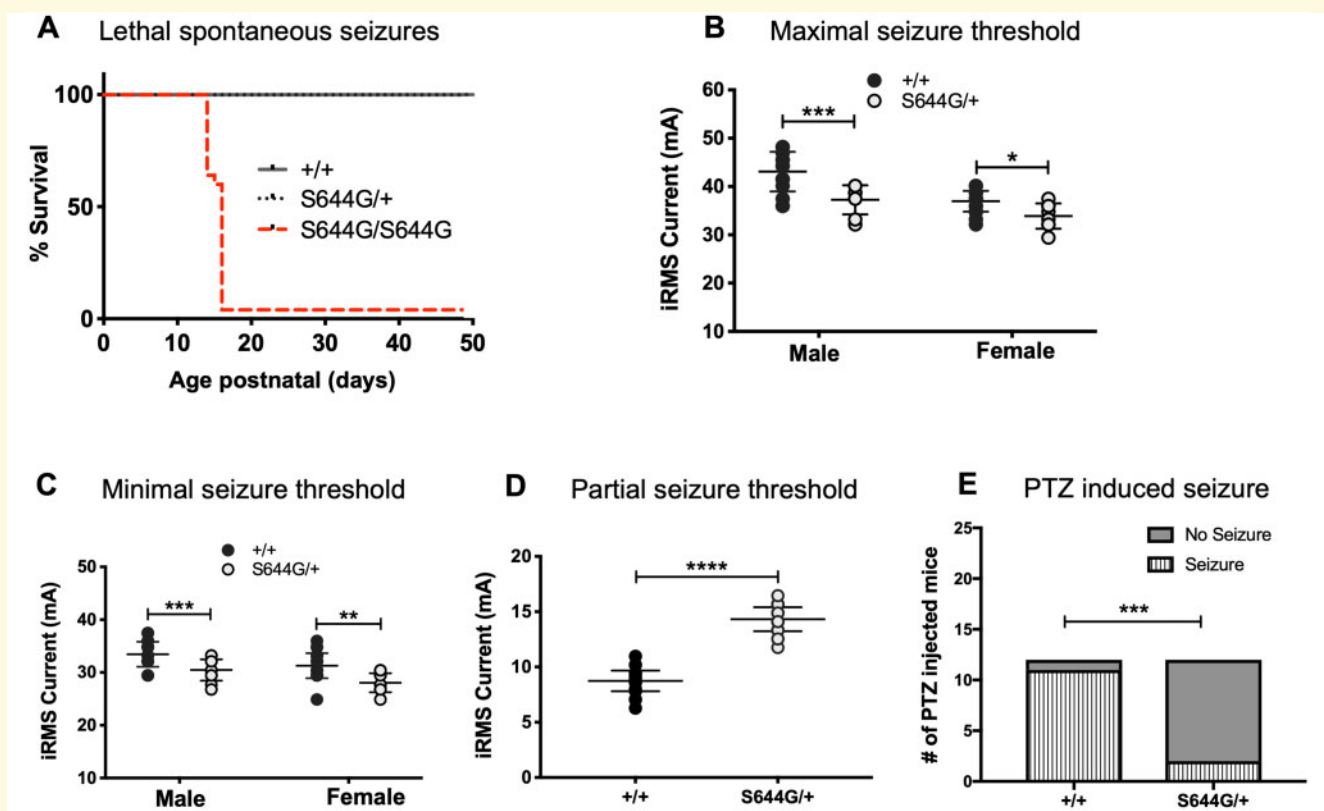 A Lethal spontaneous seizures
% Survival
100
50
0
+/+
S644G/+
S644G/S644G
0 10 20 30 40 50
Age postnatal (days)
B Maximal seizure threshold
+/+
S644G/+
iRMS Current (mA)
60
50
40
30
20
10
***
*
Male Female
C Minimal seizure threshold
+/+
S644G/+
iRMS Current (mA)
50
40
30
20
10
***
**
Male Female
D Partial seizure threshold
iRMS Current (mA)
20
15
10
5
0
****
+/+ S644G/+
E PTZ induced seizure
No Seizure
Seizure
# of PTZ injected mice
25
20
15
10
5
0
***
+/+ S644G/+